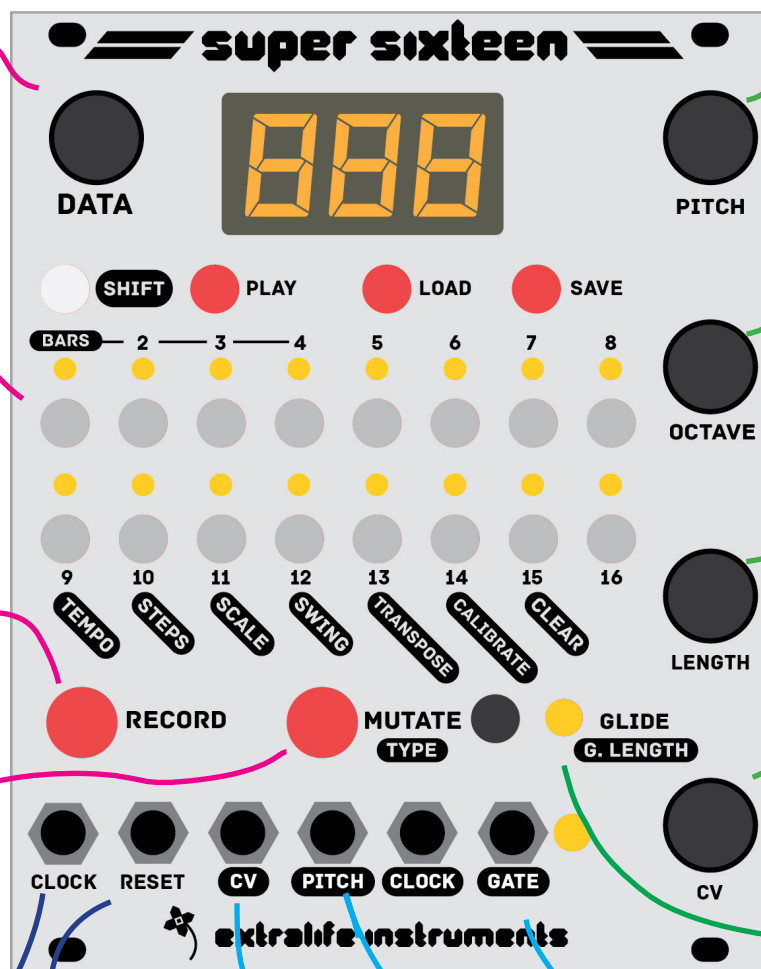 super sixteen
888
DATA
PITCH
SHIFT PLAY LOAD SAVE
BARS 2 3 4 5 6 7 8
OCTAVE
9 10 11 12 13 14 15 16
TEMPO STEPS SCALE SWING TRANSPOSE CALIBRATE CLEAR
LENGTH
RECORD MUTATE GLIDE
TYPE G. LENGTH
CLOCK RESET CV PITCH CLOCK GATE
CV
extralife instruments